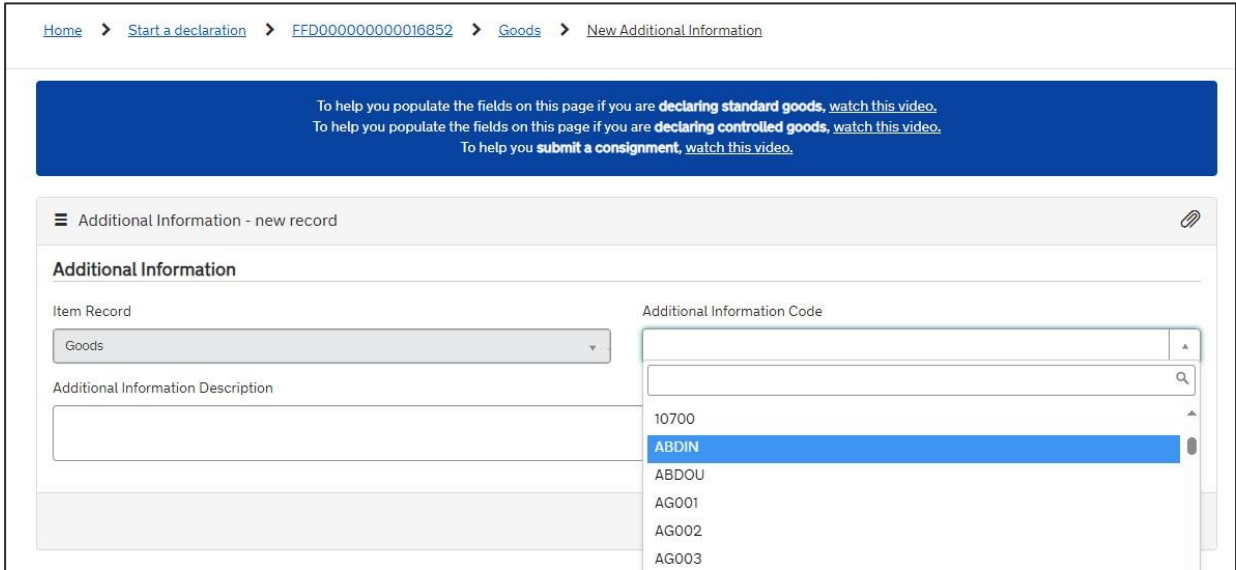 Home > Start a declaration > FFD000000000016852 > Goods > New Additional Information
To help you populate the fields on this page if you are declaring standard goods, watch this video.
To help you populate the fields on this page if you are declaring controlled goods, watch this video.
To help you submit a consignment, watch this video.
Additional Information - new record
Additional Information
Item Record
Additional Information Code
Goods
Additional Information Description
10700
ABDIN
ABDOU
AG001
AG002
AG003